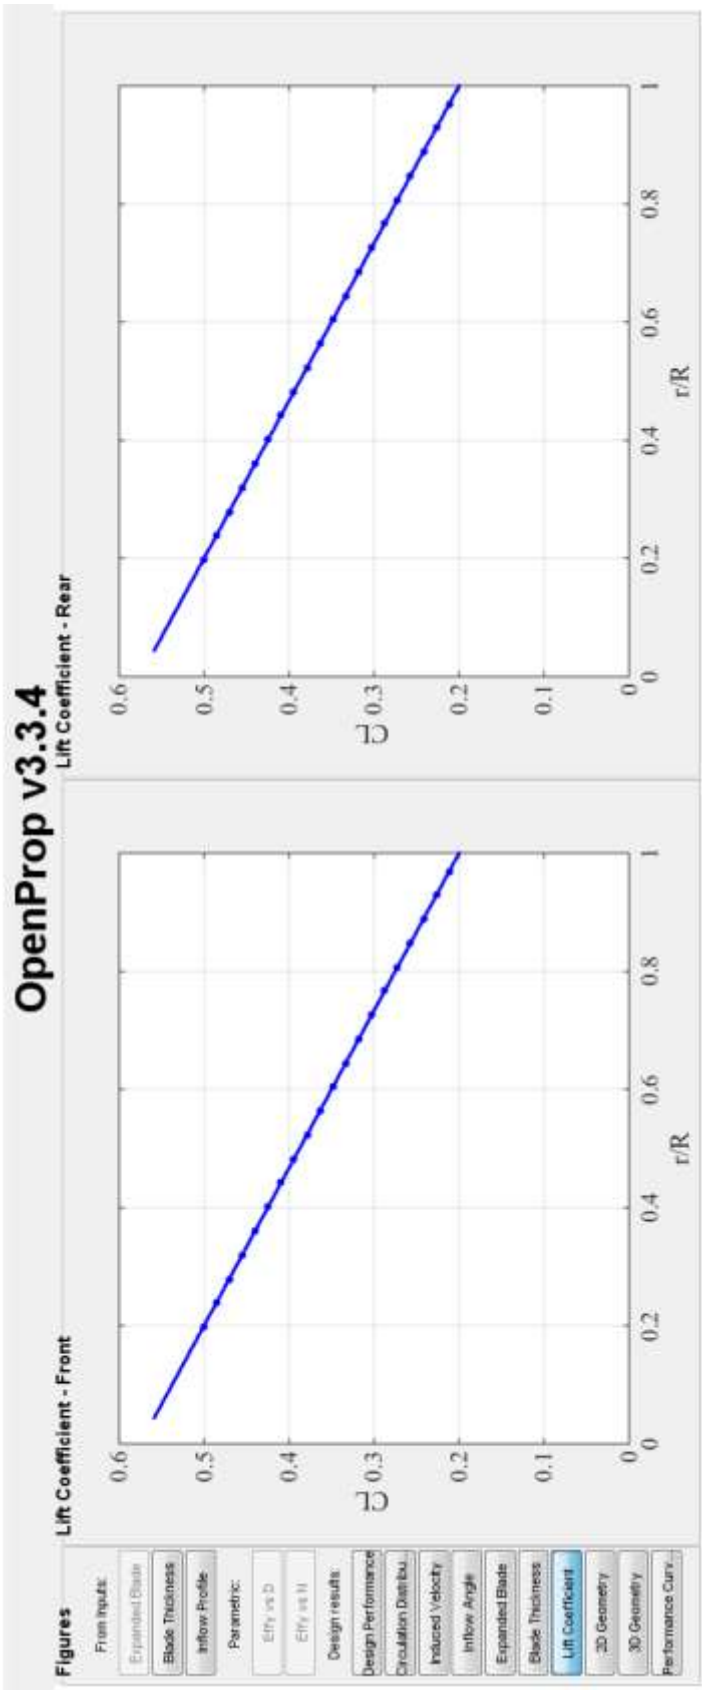 OpenProp v3.3.4
Figures
From Inputs:
Expanded Blade
Blade Thickness
Inflow Profile
Parametric:
Effy vs D
Effy vs N
Design results:
Design Performance
Circulation Distribu...
Induced Velocity
Inflow Angle
Expanded Blade
Blade Thickness
Lift Coefficient
2D Geometry
3D Geometry
Performance Curv...
Lift Coefficient - Front
0.6
0.5
0.4
0.3
0.2
0.1
0
CL
0
0.2
0.4
0.6
0.8
1
r/R
Lift Coefficient - Rear
0.6
0.5
0.4
0.3
0.2
0.1
0
CL
0
0.2
0.4
0.6
0.8
1
r/R